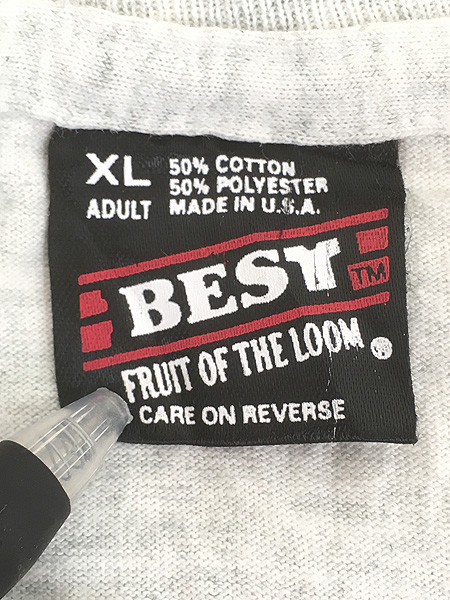 XL 50% COTTON
50% POLYESTER
ADULT MADE IN U.S.A.
BEST TM
FRUIT OF THE LOOM ®
CARE ON REVERSE